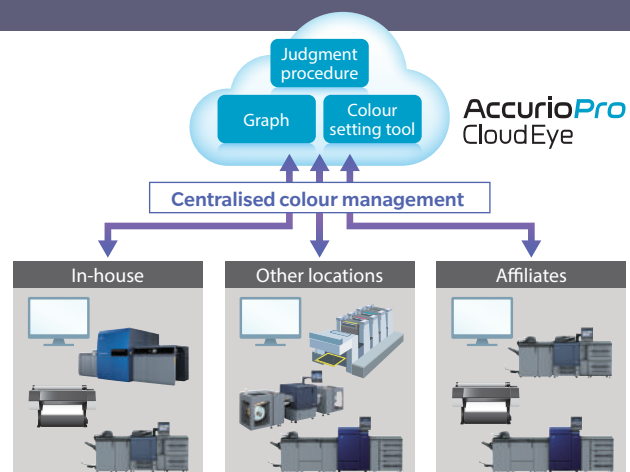 Judgment
procedure
Graph
Colour
setting tool
AccurioPro
CloudEye
Centralised colour management
In-house
Other locations
Affiliates